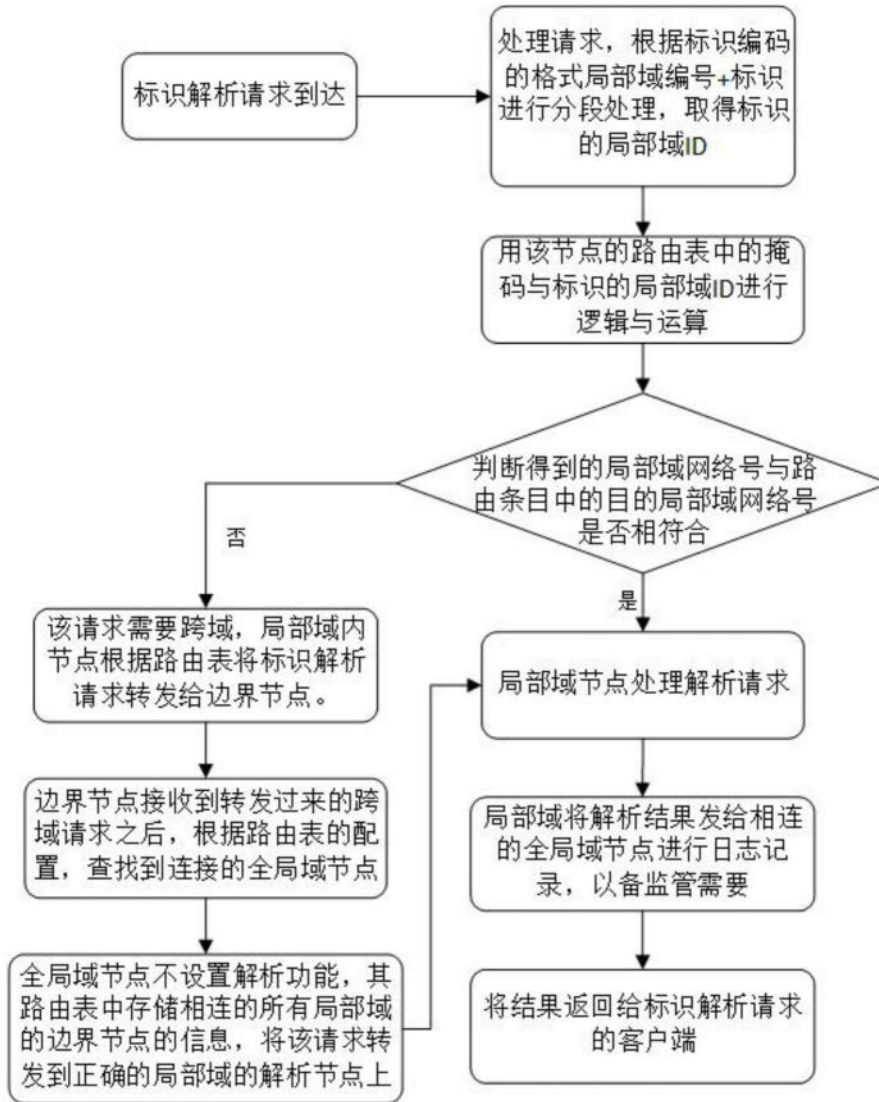 标识解析请求到达
处理请求，根据标识编码
的格式局部域编号+标识
进行分段处理，取得标识
的局部域ID
用该节点的路由表中的掩
码与标识的局部域ID进行
逻辑与运算
判断得到的局部域网络号与路
由条目中的目的局部域网络号
是否相符合
否
是
该请求需要跨域，局部域内
节点根据路由表将标识解析
请求转发给边界节点。
边界节点接收到转发过来的跨
域请求之后，根据路由表的配
置，查找到连接的全局域节点
全局域节点不设置解析功能，其
路由表中存储相连的所有局部域
的边界节点的信息，将该请求转
发到正确的局部域的解析节点上
局部域节点处理解析请求
局部域将解析结果发给相连
的全局域节点进行日志记
录，以备监管需要
将结果返回给标识解析请求
的客户端